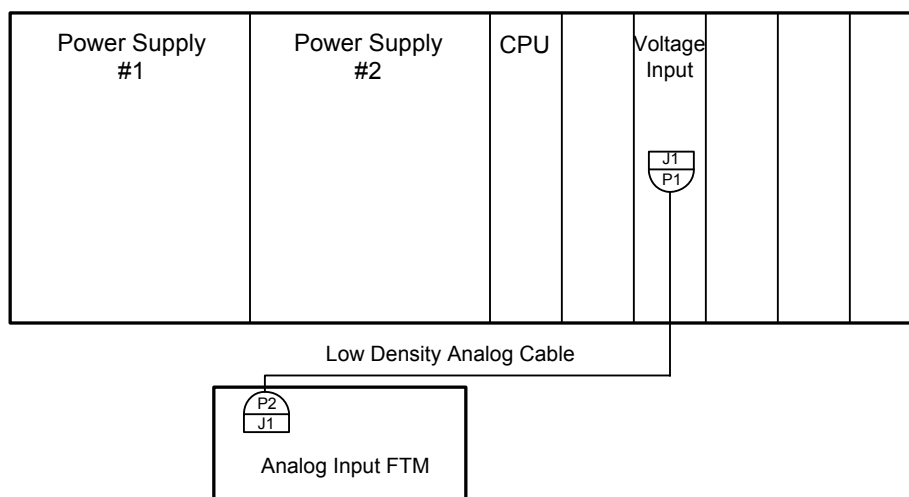 Power Supply
#1
Power Supply
#2
CPU
Voltage
Input
J1
P1
Low Density Analog Cable
P2
J1
Analog Input FTM